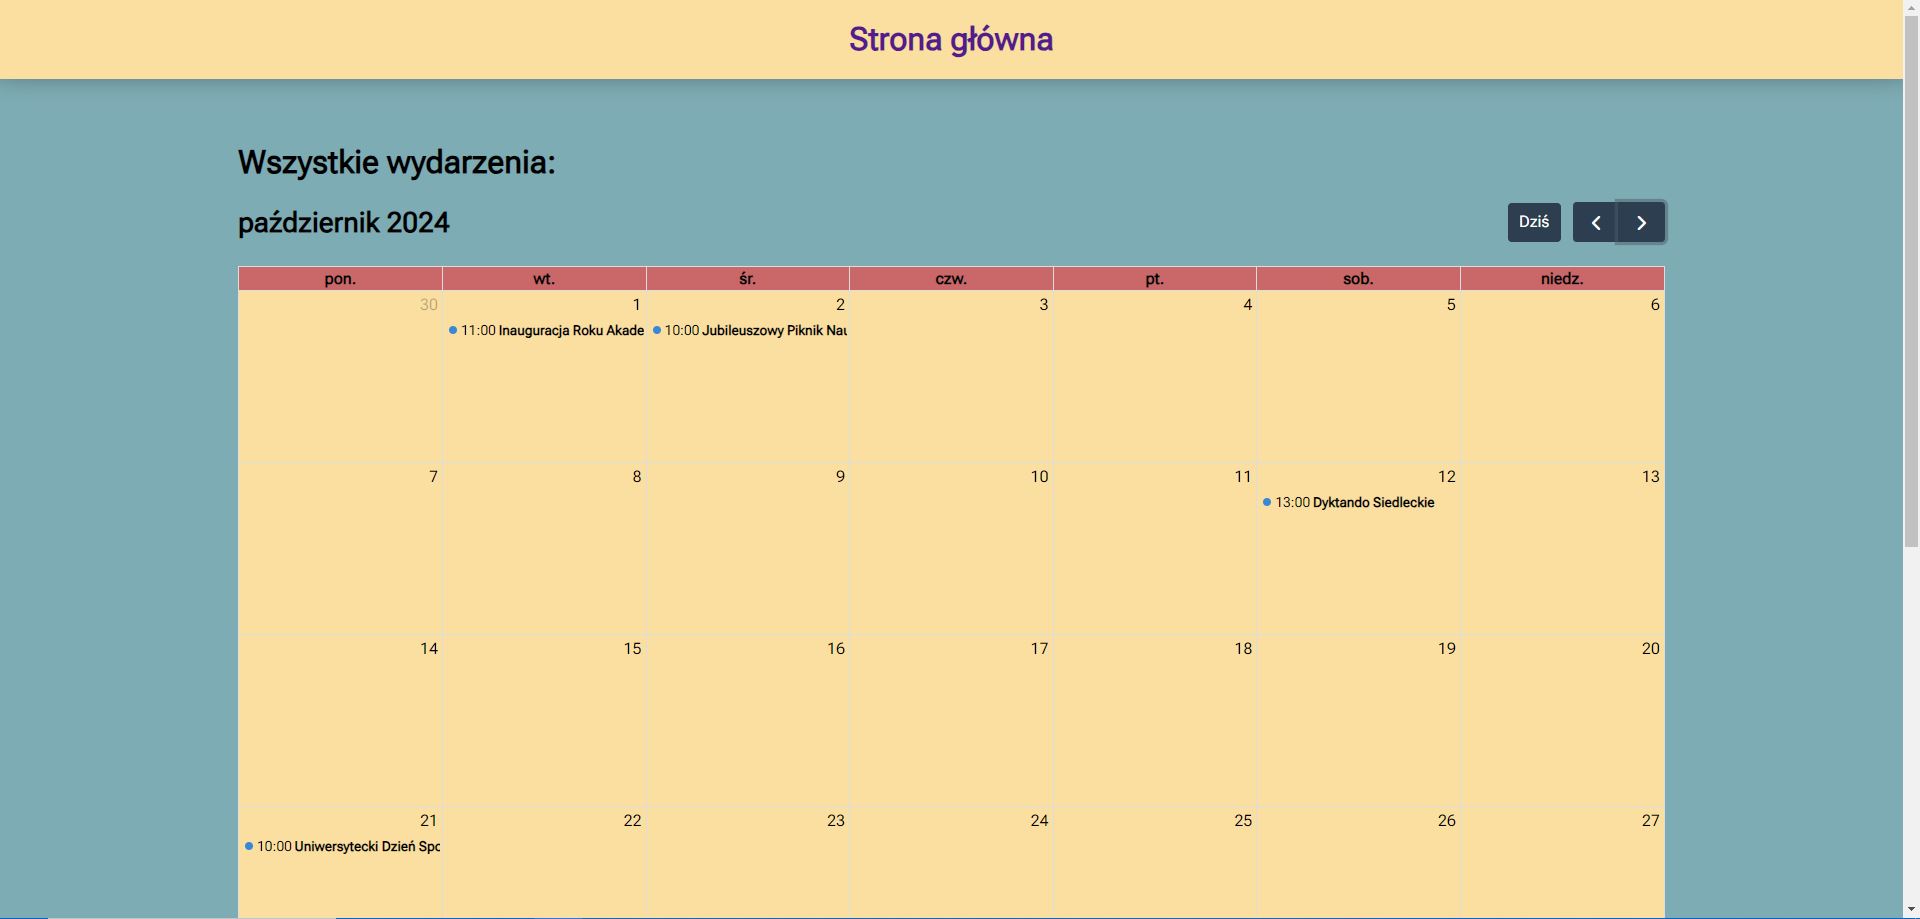 Strona główna
Wszystkie wydarzenia:
październik 2024
Dziś
pon. wt. śr. czw. pt. sob. niedz.
30 1 2 3 4 5 6
11:00 Inauguracja Roku Akade 10:00 Jubileuszowy Piknik Nau
7 8 9 10 11 12 13
13:00 Dyktando Siedleckie
14 15 16 17 18 19 20
21 22 23 24 25 26 27
10:00 Uniwersytecki Dzień Spo